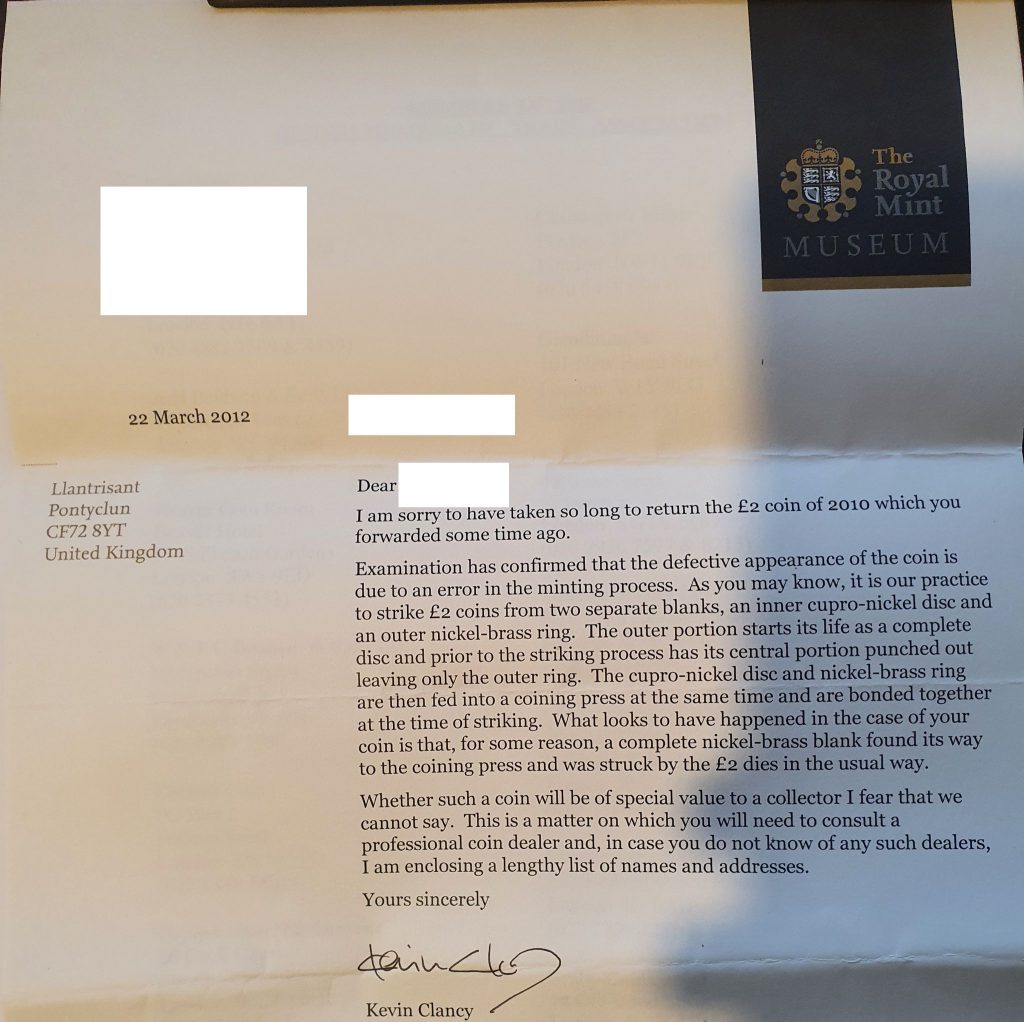 The
Royal
Mint
MUSEUM
22 March 2012
Llantrisant
Pontyclun
CF72 8YT
United Kingdom
Dear
I am sorry to have taken so long to return the £2 coin of 2010 which you
forwarded some time ago.
Examination has confirmed that the defective appearance of the coin is
due to an error in the minting process. As you may know, it is our practice
to strike £2 coins from two separate blanks, an inner cupro-nickel disc and
an outer nickel-brass ring. The outer portion starts its life as a complete
disc and prior to the striking process has its central portion punched out
leaving only the outer ring. The cupro-nickel disc and nickel-brass ring
are then fed into a coining press at the same time and are bonded together
at the time of striking. What looks to have happened in the case of your
coin is that, for some reason, a complete nickel-brass blank found its way
to the coining press and was struck by the £2 dies in the usual way.
Whether such a coin will be of special value to a collector I fear that we
cannot say. This is a matter on which you will need to consult a
professional coin dealer and, in case you do not know of any such dealers,
I am enclosing a lengthy list of names and addresses.
Yours sincerely
Kevin Clancy